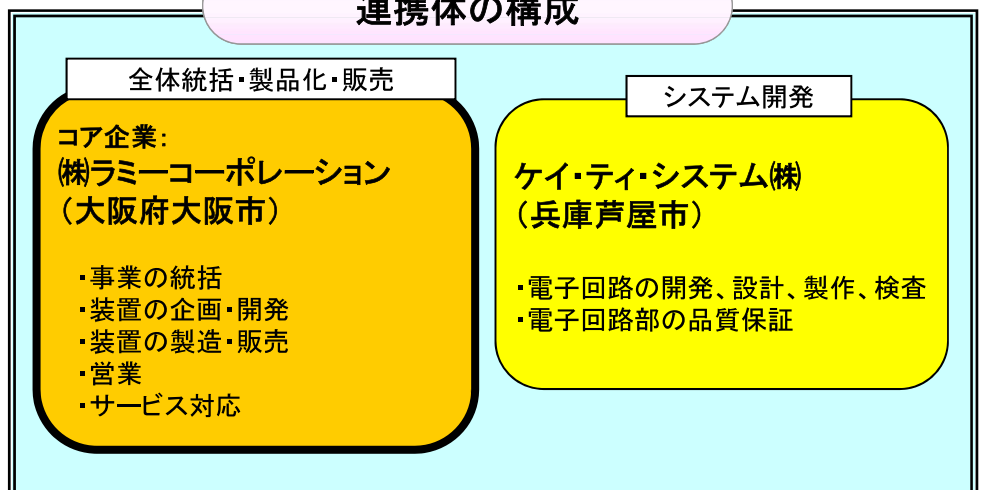 連携体の構成
全体統括・製品化・販売
コア企業:
㈱ラミーコーポレーション
(大阪府大阪市)
・事業の統括
・装置の企画・開発
・装置の製造・販売
・営業
・サービス対応
システム開発
ケイ・ティ・システム㈱
(兵庫芦屋市)
・電子回路の開発、設計、製作、検査
・電子回路部の品質保証